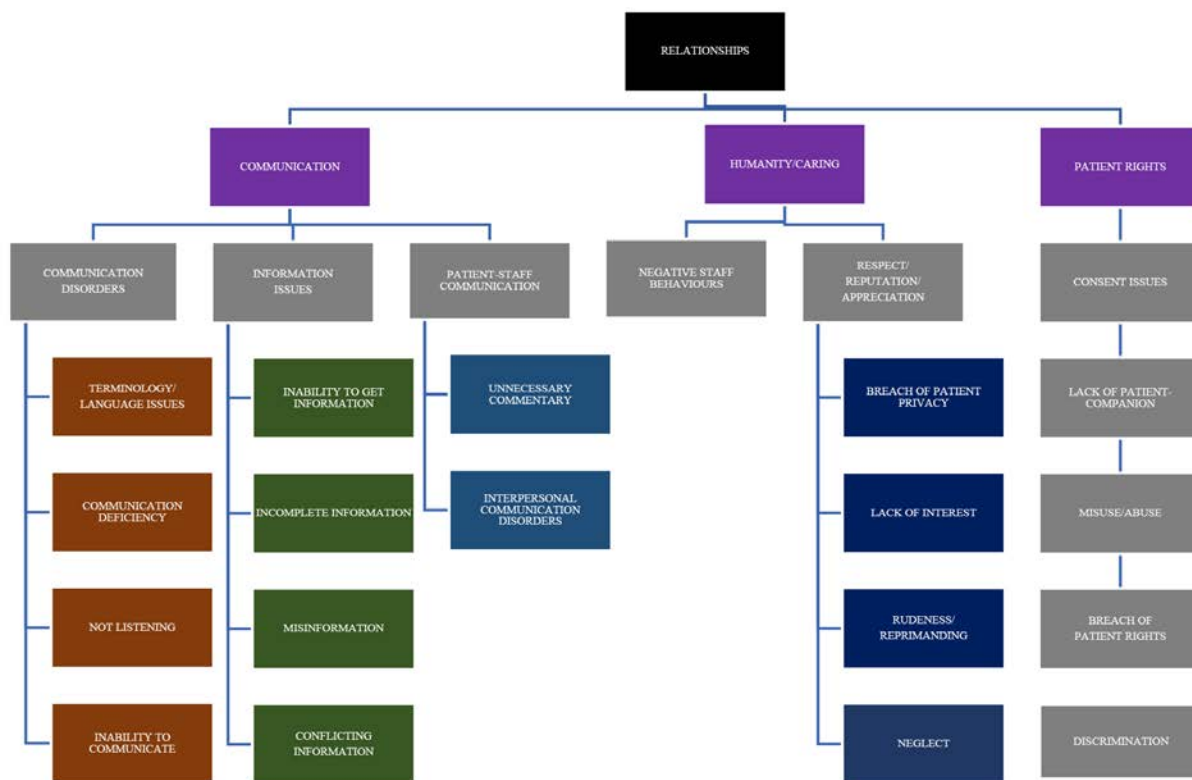 RELATIONSHIPS
COMMUNICATION
HUMANITY/CARING
PATIENT RIGHTS
COMMUNICATION
DISORDERS
INFORMATION
ISSUES
PATIENT-STAFF
COMMUNICATION
NEGATIVE STAFF
BEHAVIOURS
RESPECT/
REPUTATION/
APPRECIATION
CONSENT ISSUES
TERMINOLOGY/
LANGUAGE ISSUES
INABILITY TO GET
INFORMATION
UNNECESSARY
COMMENTARY
BREACH OF PATIENT
PRIVACY
LACK OF PATIENT-
COMPANION
COMMUNICATION
DEFICIENCY
INCOMPLETE INFORMATION
INTERPERSONAL
COMMUNICATION
DISORDERS
LACK OF INTEREST
MISUSE/ABUSE
NOT LISTENING
MISINFORMATION
RUDENESS/
REPRIMANDING
BREACH OF
PATIENT RIGHTS
INABILITY TO
COMMUNICATE
CONFLICTING
INFORMATION
NEGLECT
DISCRIMINATION